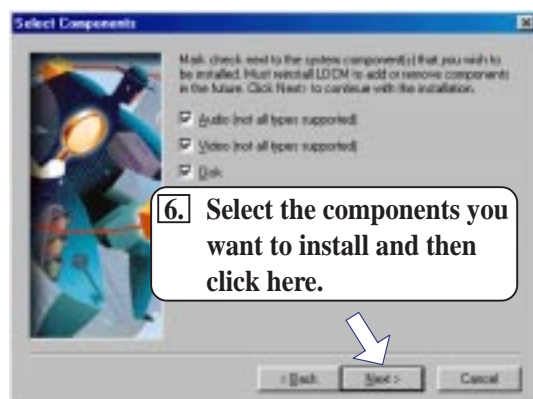 Select Components
Mark check next to the system component(s) that you wish to
be installed. Must reinstall LDCM to add or remove components
in the future. Click Next> to continue with the installation.
Audio (not all types supported)
Video (not all types supported)
Disk
6. Select the components you
want to install and then
click here.
< Back
Next >
Cancel